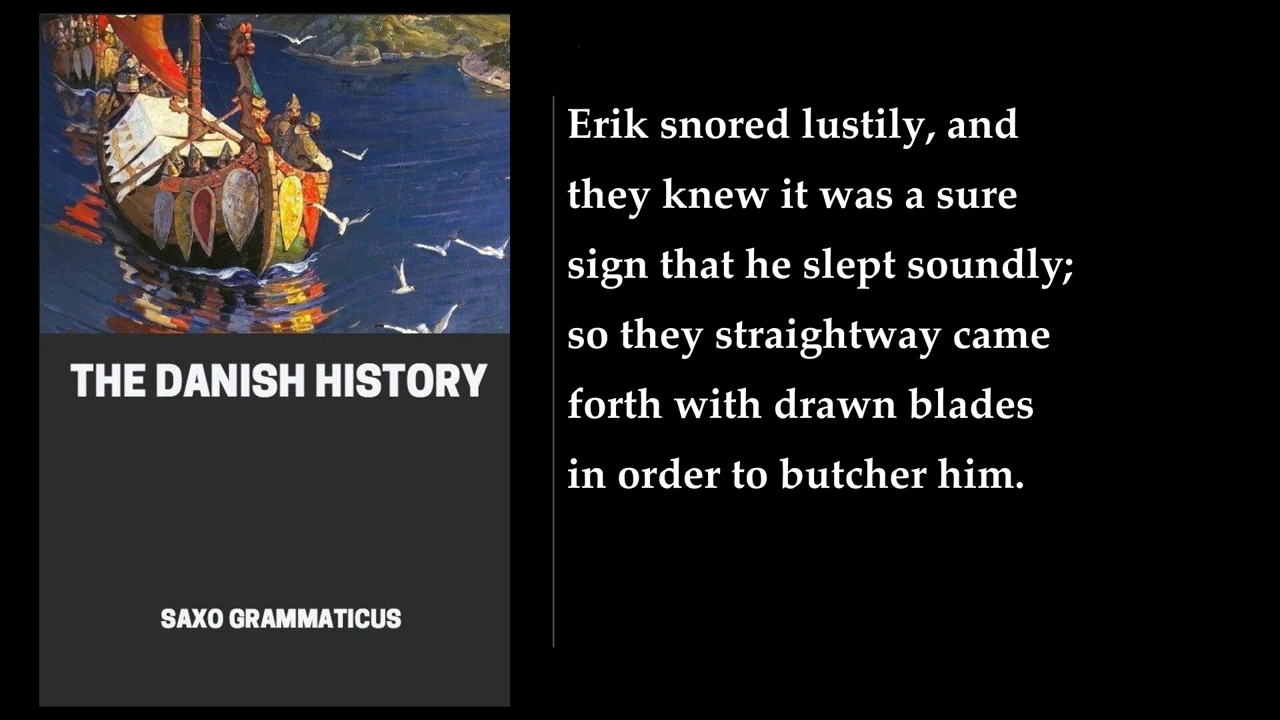 THE DANISH HISTORY
SAXO GRAMMATICUS
Erik snored lustily, and
they knew it was a sure
sign that he slept soundly;
so they straightway came
forth with drawn blades
in order to butcher him.